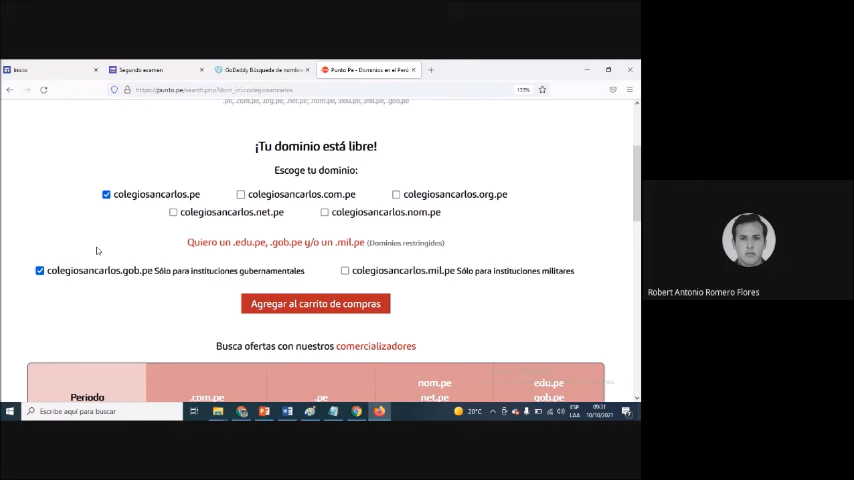 Inicio
Segundo examen
GoDaddy Búsqueda de nombre
Punto Pe - Dominios en el Perú
https://punto.pe/search.php?dom_inic=colegiosancarlos
133%
.pe, .com.pe, .org.pe, .net.pe, .nom.pe, .edu.pe, .mil.pe, .gob.pe
¡Tu dominio está libre!
Escoge tu dominio:
colegiosancarlos.pe colegiosancarlos.com.pe colegiosancarlos.org.pe
colegiosancarlos.net.pe colegiosancarlos.nom.pe
Quiero un .edu.pe, .gob.pe y/o un .mil.pe (Dominios restringidos)
colegiosancarlos.gob.pe Sólo para instituciones gubernamentales colegiosancarlos.mil.pe Sólo para instituciones militares
Agregar al carrito de compras
Busca ofertas con nuestros comercializadores
nom.pe edu.pe
Periodo .com.pe .pe net.pe gob.pe
Robert Antonio Romero Flores
Escribe aquí para buscar
20°C
ESP
LAA
09:31
10/10/2021